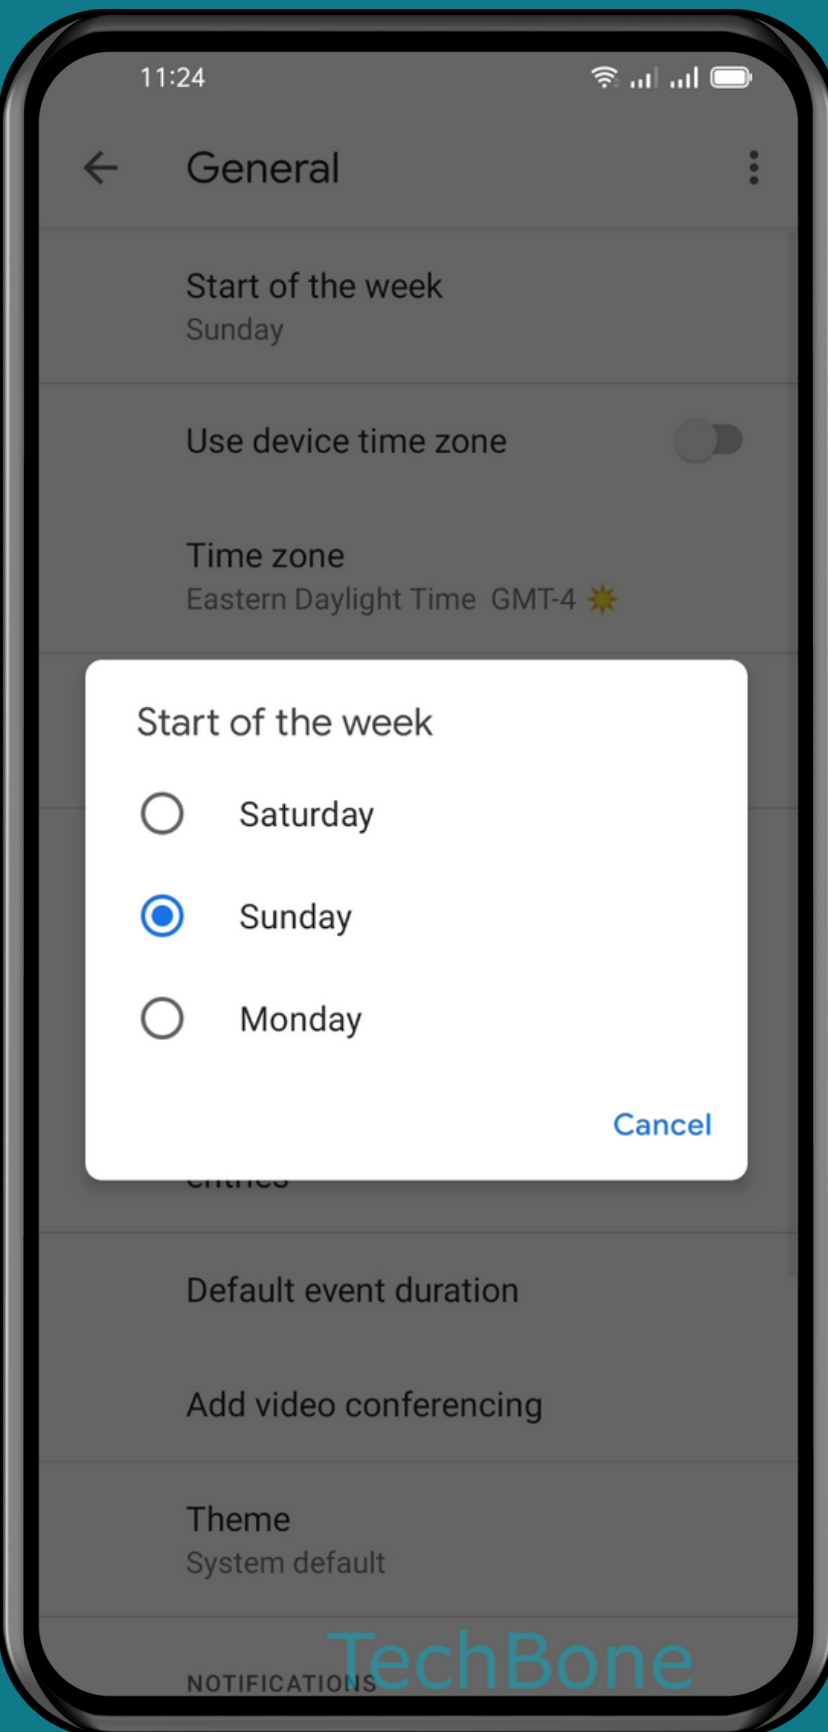 11:24
General
Start of the week
Sunday
Use device time zone
Time zone
Eastern Daylight Time GMT-4
Start of the week
Saturday
Sunday
Monday
Cancel
entries
Default event duration
Add video conferencing
Theme
System default
NOTIFICATIONS
TechBone